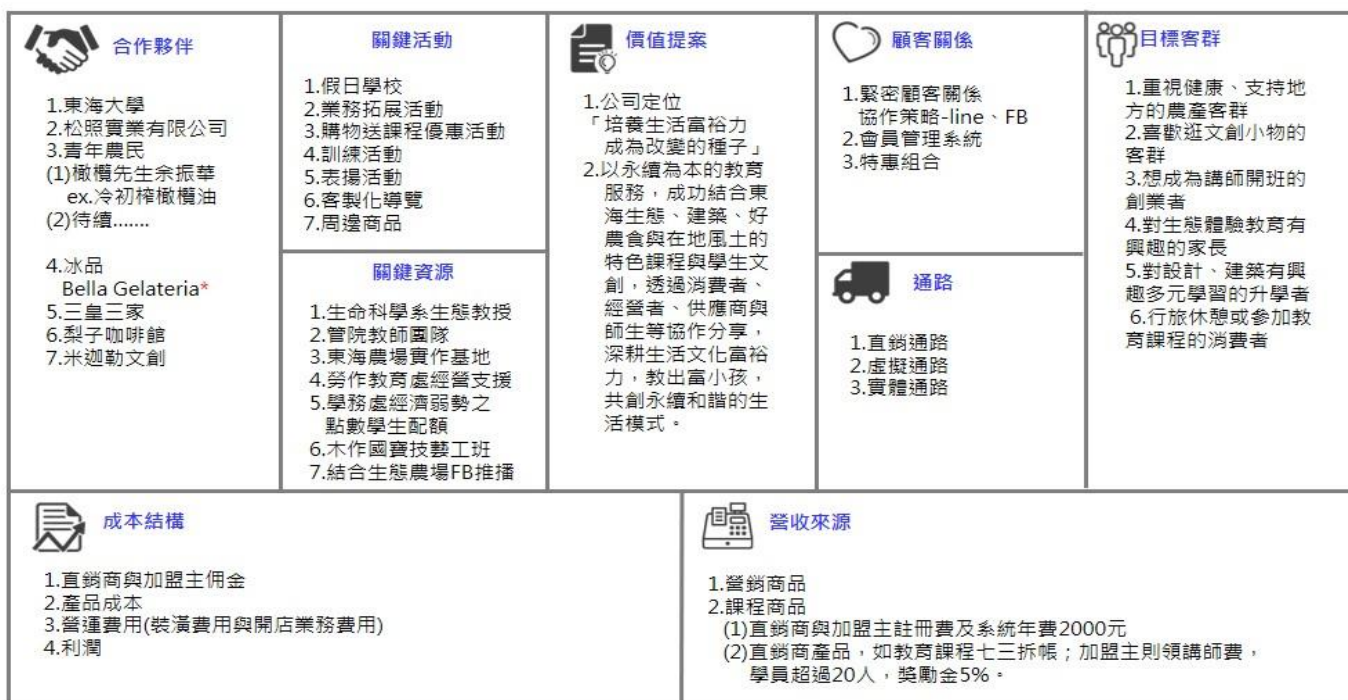 合作夥伴
1.東海大學
2.松照實業有限公司
3.青年農民
(1)橄欖先生余振華
ex.冷初榨橄欖油
(2)待續.......
4.冰品
Bella Gelateria*
5.三皇三家
6.梨子咖啡館
7.米迦勒文創
關鍵活動
1.假日學校
2.業務拓展活動
3.購物送課程優惠活動
4.訓練活動
5.表揚活動
6.客製化導覽
7.周邊商品
關鍵資源
1.生命科學系生態教授
2.管院教師團隊
3.東海農場實作基地
4.勞作教育處經營支援
5.學務處經濟弱勢之
點數學生配額
6.木作國寶技藝工班
7.結合生態農場FB推播
價值提案
1.公司定位
「培養生活富裕力
成為改變的種子」
2.以永續為本的教育
服務，成功結合東
海生態、建築、好
農食與在地風土的
特色課程與學生文
創，透過消費者、
經營者、供應商與
師生等協作分享，
深耕生活文化富裕
力，教出富小孩，
共創永續和諧的生
活模式。
顧客關係
1.緊密顧客關係
協作策略-line、FB
2.會員管理系統
3.特惠組合
通路
1.直銷通路
2.虛擬通路
3.實體通路
目標客群
1.重視健康、支持地
方的農產客群
2.喜歡逛文創小物的
客群
3.想成為講師開班的
創業者
4.對生態體驗教育有
興趣的家長
5.對設計、建築有興
趣多元學習的升學者
6.行旅休憩或參加教
育課程的消費者
成本結構
1.直銷商與加盟主佣金
2.產品成本
3.營運費用(裝潢費用與開店業務費用)
4.利潤
營收來源
1.營銷商品
2.課程商品
(1)直銷商與加盟主註冊費及系統年費2000元
(2)直銷商產品，如教育課程七三拆帳；加盟主則領講師費，
學員超過20人，獎勵金5%。